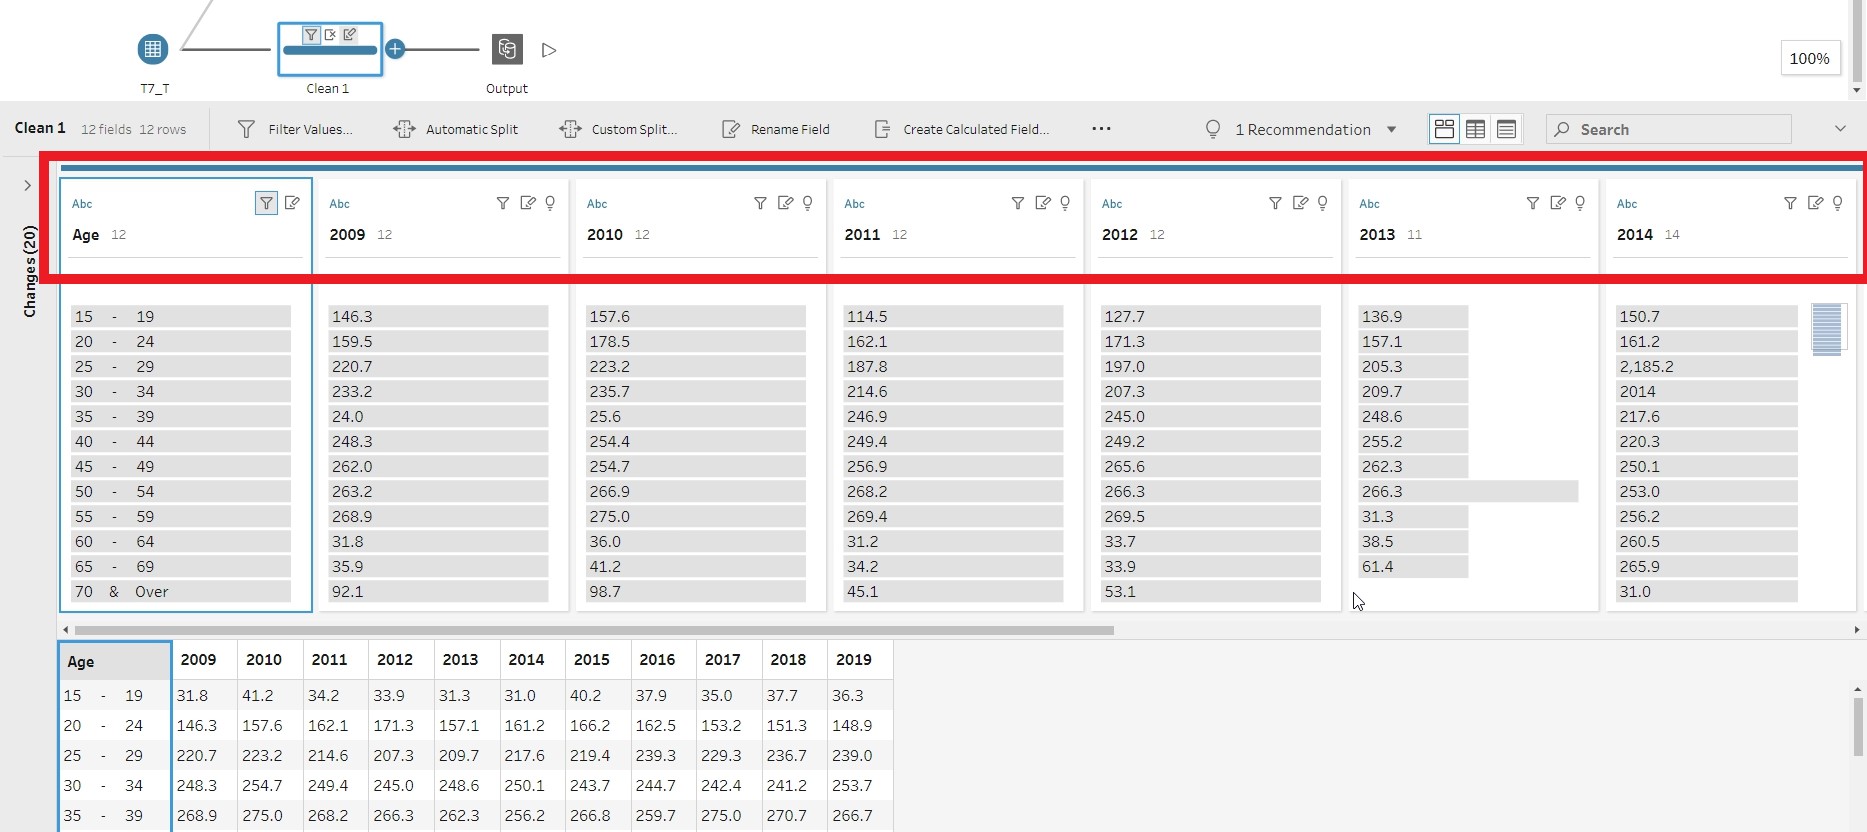 100%
T7_T
Clean 1
Output
Clean 1 12 fields 12 rows Filter Values... Automatic Split Custom Split... Rename Field Create Calculated Field... ... 1 Recommendation Search
Changes (20)
Abc Abc Abc Abc Abc Abc Abc
Age 12 2009 12 2010 12 2011 12 2012 12 2013 11 2014 14
15 - 19 146.3 157.6 114.5 127.7 136.9 150.7
20 - 24 159.5 178.5 162.1 171.3 157.1 161.2
25 - 29 220.7 223.2 187.8 197.0 205.3 2,185.2
30 - 34 233.2 235.7 214.6 207.3 209.7 2014
35 - 39 24.0 25.6 246.9 245.0 248.6 217.6
40 - 44 248.3 254.4 249.4 249.2 255.2 220.3
45 - 49 262.0 254.7 256.9 265.6 262.3 250.1
50 - 54 263.2 266.9 268.2 266.3 266.3 253.0
55 - 59 268.9 275.0 269.4 269.5 31.3 256.2
60 - 64 31.8 36.0 31.2 33.7 38.5 260.5
65 - 69 35.9 41.2 34.2 33.9 61.4 265.9
70 & Over 92.1 98.7 45.1 53.1 31.0
Age 2009 2010 2011 2012 2013 2014 2015 2016 2017 2018 2019
15 - 19 31.8 41.2 34.2 33.9 31.3 31.0 40.2 37.9 35.0 37.7 36.3
20 - 24 146.3 157.6 162.1 171.3 157.1 161.2 166.2 162.5 153.2 151.3 148.9
25 - 29 220.7 223.2 214.6 207.3 209.7 217.6 219.4 239.3 229.3 236.7 239.0
30 - 34 248.3 254.7 249.4 245.0 248.6 250.1 243.7 244.7 242.4 241.2 253.7
35 - 39 268.9 275.0 268.2 266.3 262.3 256.2 266.8 259.7 275.0 270.7 266.7